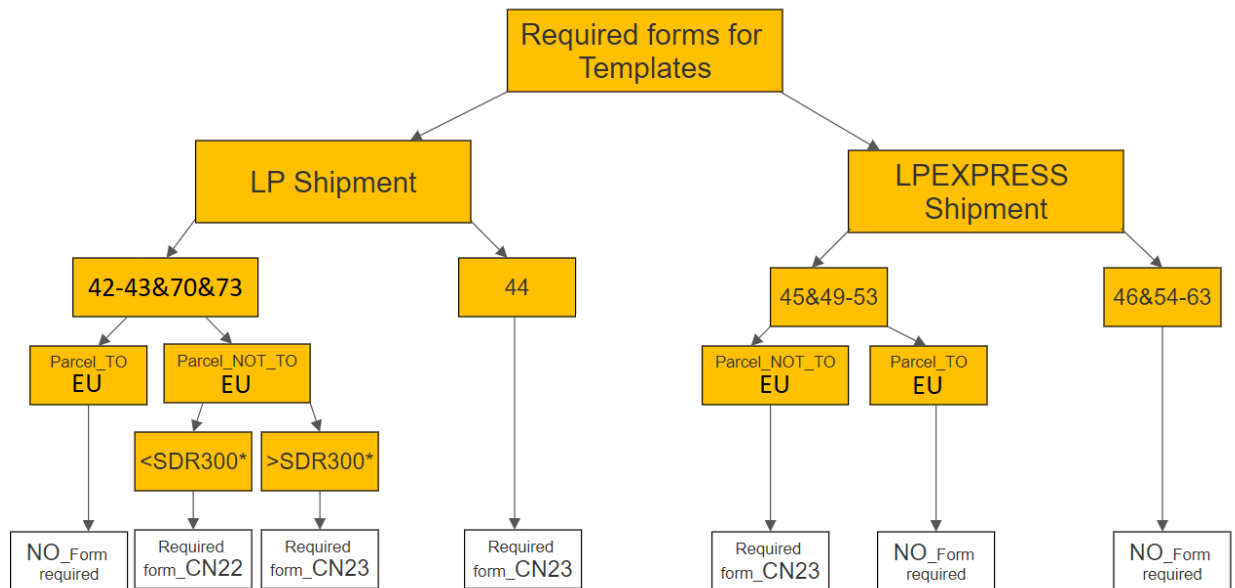 Required forms for
Templates
LP Shipment
LPEXPRESS
Shipment
42-43&70&73
44
45&49-53
46&54-63
Parcel_TO
EU
Parcel_NOT_TO
EU
Parcel_NOT_TO
EU
Parcel_TO
EU
<SDR300*
>SDR300*
NO_Form
required
Required
form_CN22
Required
form_CN23
Required
form_CN23
Required
form_CN23
NO_Form
required
NO_Form
required